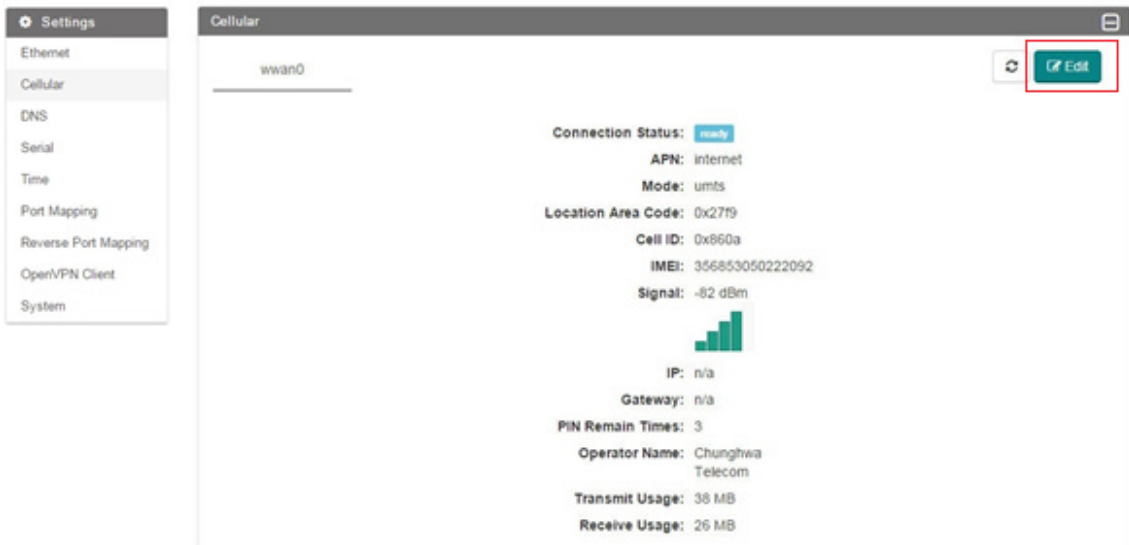 Settings
Ethernet
Cellular
DNS
Serial
Time
Port Mapping
Reverse Port Mapping
OpenVPN Client
System
Cellular
wwan0
Edit
Connection Status: ready
APN: internet
Mode: umts
Location Area Code: 0x27f9
Cell ID: 0x860a
IMEI: 356853050222092
Signal: -82 dBm
IP: n/a
Gateway: n/a
PIN Remain Times: 3
Operator Name: Chunghwa
Telecom
Transmit Usage: 38 MB
Receive Usage: 26 MB